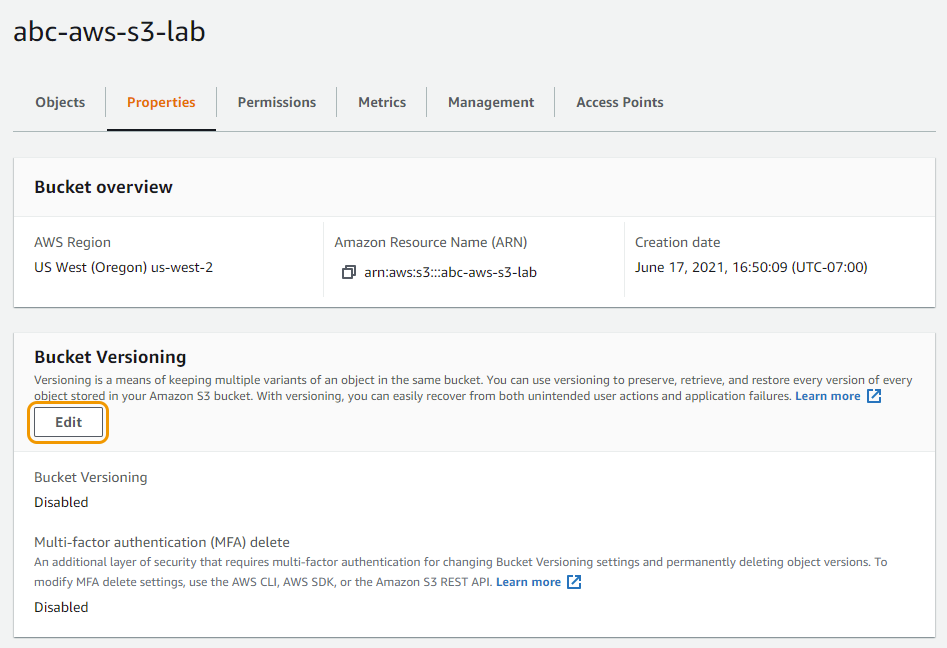 abc-aws-s3-lab
Objects
Properties
Permissions
Metrics
Management
Access Points
Bucket overview
AWS Region
US West (Oregon) us-west-2
Amazon Resource Name (ARN)
arn:aws:s3:::abc-aws-s3-lab
Creation date
June 17, 2021, 16:50:09 (UTC-07:00)
Bucket Versioning
Versioning is a means of keeping multiple variants of an object in the same bucket. You can use versioning to preserve, retrieve, and restore every version of every
object stored in your Amazon S3 bucket. With versioning, you can easily recover from both unintended user actions and application failures. Learn more
Edit
Bucket Versioning
Disabled
Multi-factor authentication (MFA) delete
An additional layer of security that requires multi-factor authentication for changing Bucket Versioning settings and permanently deleting object versions. To
modify MFA delete settings, use the AWS CLI, AWS SDK, or the Amazon S3 REST API. Learn more
Disabled